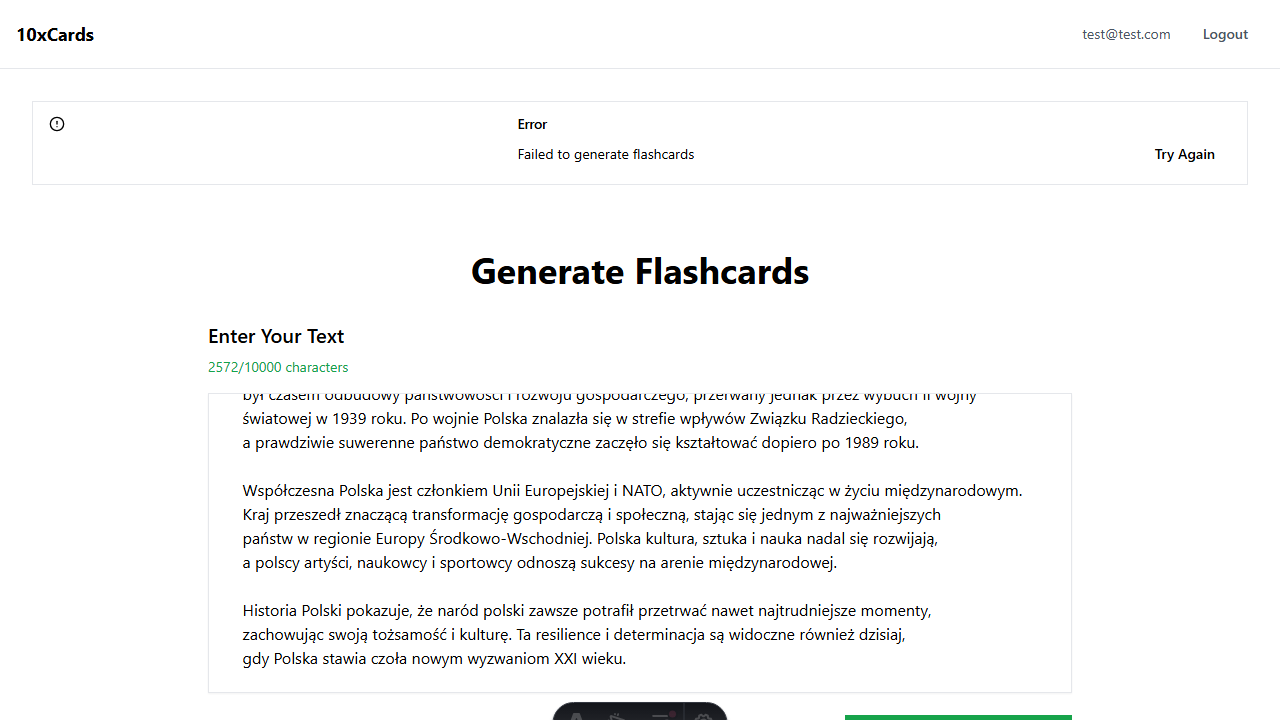 10xCards
test@test.com
Logout
Error
Failed to generate flashcards
Try Again
Generate Flashcards
Enter Your Text
2572/10000 characters
był czasem odbudowy państwowości i rozwoju gospodarczego, przerwany jednak przez wybuch II wojny
światowej w 1939 roku. Po wojnie Polska znalazła się w strefie wpływów Związku Radzieckiego,
a prawdziwie suwerenne państwo demokratyczne zaczęło się kształtować dopiero po 1989 roku.
Współczesna Polska jest członkiem Unii Europejskiej i NATO, aktywnie uczestnicząc w życiu międzynarodowym.
Kraj przeszedł znaczącą transformację gospodarczą i społeczną, stając się jednym z najważniejszych
państw w regionie Europy Środkowo-Wschodniej. Polska kultura, sztuka i nauka nadal się rozwijają,
a polscy artyści, naukowcy i sportowcy odnoszą sukcesy na arenie międzynarodowej.
Historia Polski pokazuje, że naród polski zawsze potrafił przetrwać nawet najtrudniejsze momenty,
zachowując swoją tożsamość i kulturę. Ta resilience i determinacja są widoczne również dzisiaj,
gdy Polska stawia czoła nowym wyzwaniom XXI wieku.